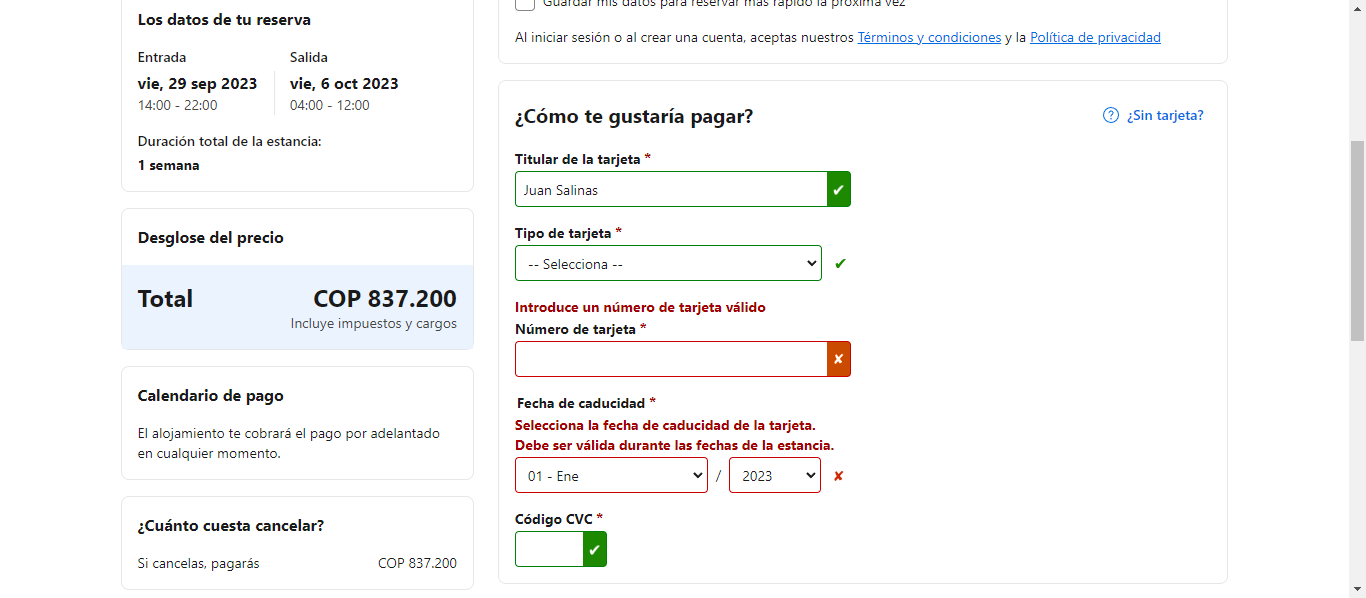 Los datos de tu reserva
Entrada
Salida
vie, 29 sep 2023
vie, 6 oct 2023
14:00 - 22:00
04:00 - 12:00
Duración total de la estancia:
1 semana
Desglose del precio
Total
COP 837.200
Incluye impuestos y cargos
Calendario de pago
El alojamiento te cobrará el pago por adelantado
en cualquier momento.
¿Cuánto cuesta cancelar?
Si cancelas, pagarás
COP 837.200
Guardar mis datos para reservar más rápido la próxima vez
Al iniciar sesión o al crear una cuenta, aceptas nuestros Términos y condiciones y la Política de privacidad
¿Cómo te gustaría pagar?
¿Sin tarjeta?
Titular de la tarjeta *
Juan Salinas
Tipo de tarjeta *
-- Selecciona --
Introduce un número de tarjeta válido
Número de tarjeta *
Fecha de caducidad *
Selecciona la fecha de caducidad de la tarjeta.
Debe ser válida durante las fechas de la estancia.
01 - Ene / 2023
Código CVC *